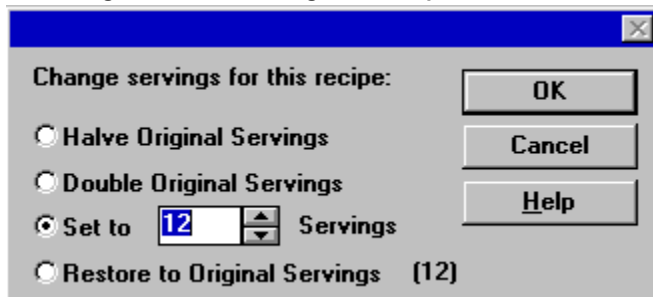 Change servings for this recipe:
OK
Halve Original Servings
Cancel
Double Original Servings
Help
Set to 12 Servings
Restore to Original Servings (12)